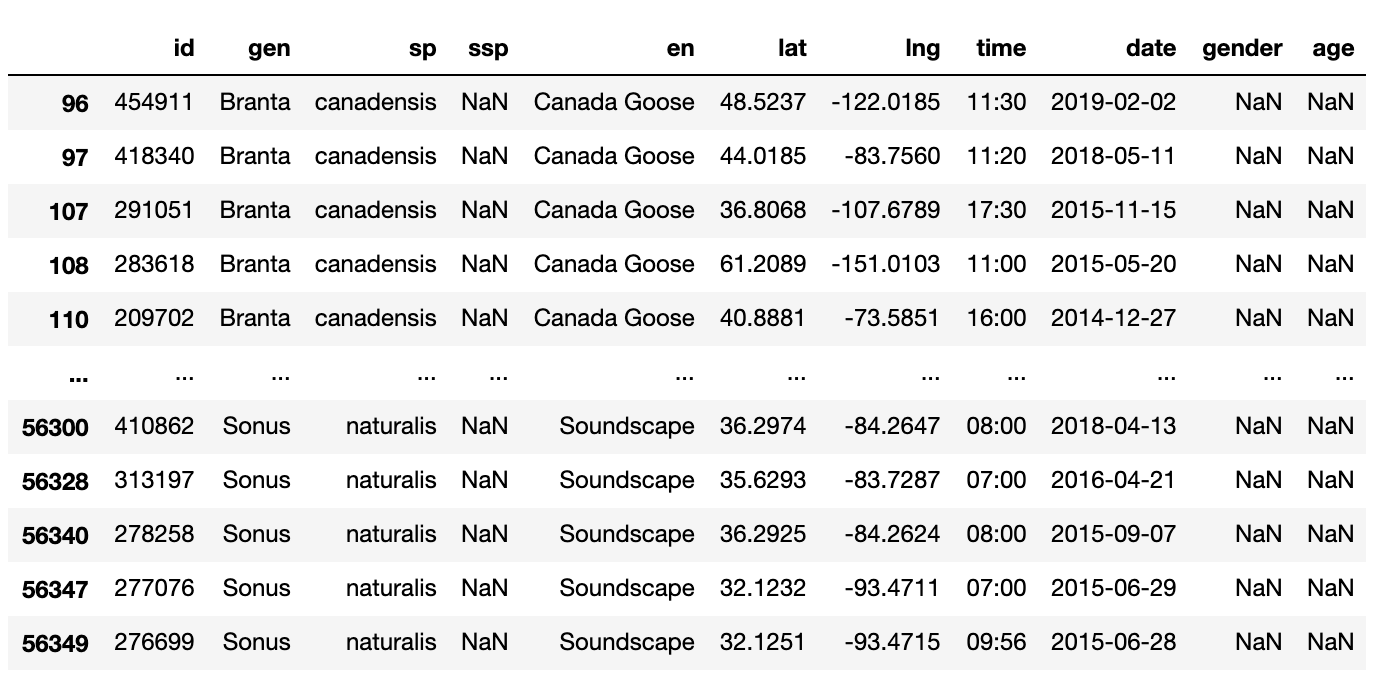 id gen sp ssp en lat lng time date gender age
96 454911 Branta canadensis NaN Canada Goose 48.5237 -122.0185 11:30 2019-02-02 NaN NaN
97 418340 Branta canadensis NaN Canada Goose 44.0185 -83.7560 11:20 2018-05-11 NaN NaN
107 291051 Branta canadensis NaN Canada Goose 36.8068 -107.6789 17:30 2015-11-15 NaN NaN
108 283618 Branta canadensis NaN Canada Goose 61.2089 -151.0103 11:00 2015-05-20 NaN NaN
110 209702 Branta canadensis NaN Canada Goose 40.8881 -73.5851 16:00 2014-12-27 NaN NaN
... ... ... ... ... ... ... ... ... ... ... ...
56300 410862 Sonus naturalis NaN Soundscape 36.2974 -84.2647 08:00 2018-04-13 NaN NaN
56328 313197 Sonus naturalis NaN Soundscape 35.6293 -83.7287 07:00 2016-04-21 NaN NaN
56340 278258 Sonus naturalis NaN Soundscape 36.2925 -84.2624 08:00 2015-09-07 NaN NaN
56347 277076 Sonus naturalis NaN Soundscape 32.1232 -93.4711 07:00 2015-06-29 NaN NaN
56349 276699 Sonus naturalis NaN Soundscape 32.1251 -93.4715 09:56 2015-06-28 NaN NaN